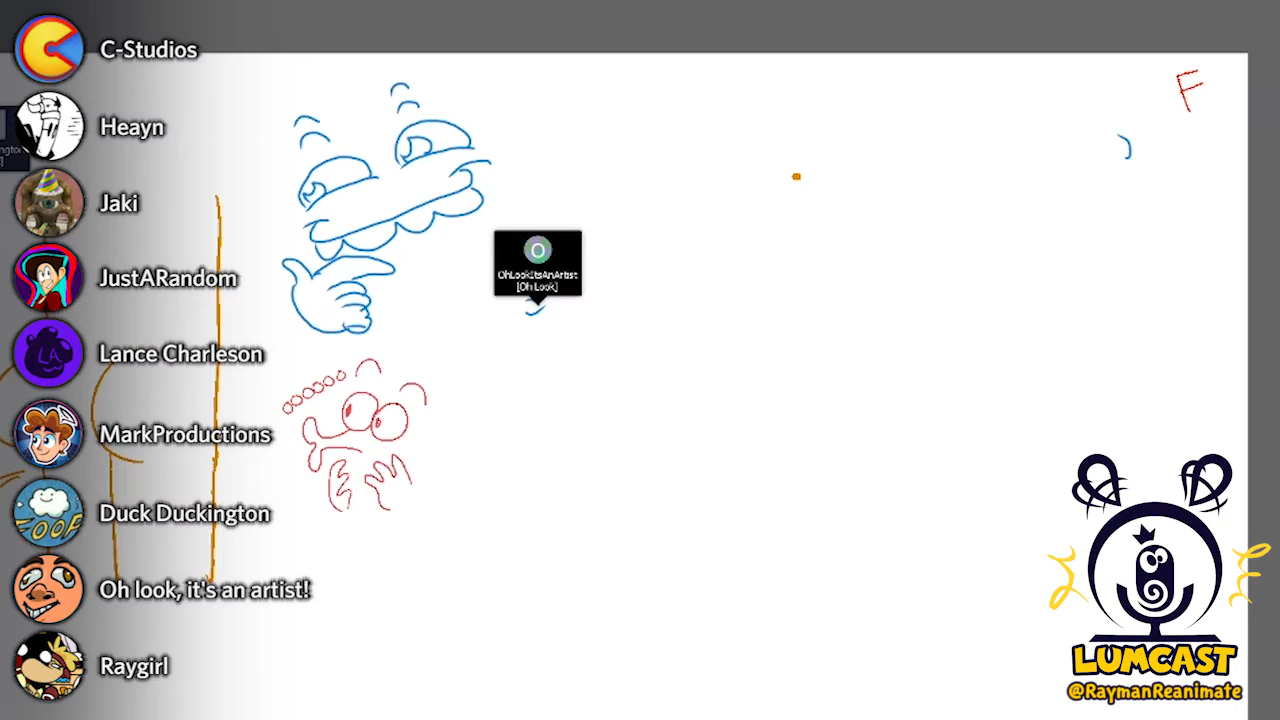 C-Studios
Heayn
Jaki
JustARandom
Lance Charleson
MarkProductions
Duck Duckington
Oh look, it's an artist!
Raygirl
OhLookItsAnArtist
[Oh Look]
F
LUMCAST
@RaymanReanimate